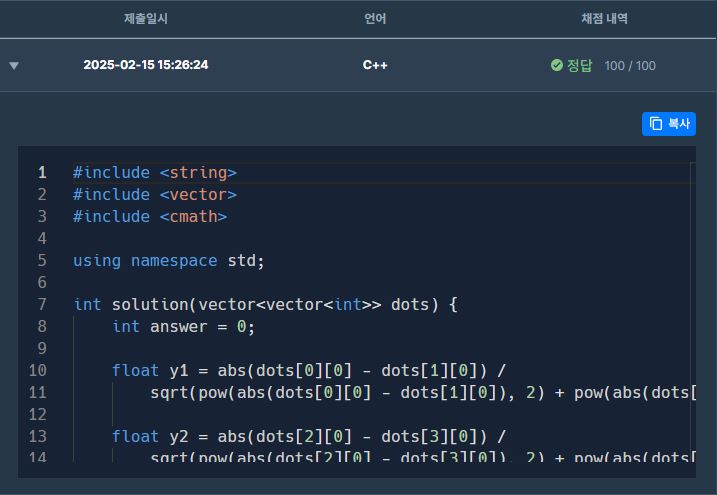 제출일시 언어 채점 내역
2025-02-15 15:26:24 C++ 정답 100 / 100
복사
1 #include <string>
2 #include <vector>
3 #include <cmath>
4
5 using namespace std;
6
7 int solution(vector<vector<int>> dots) {
8 int answer = 0;
9
10 float y1 = abs(dots[0][0] - dots[1][0]) /
11 sqrt(pow(abs(dots[0][0] - dots[1][0]), 2) + pow(abs(dots[
12
13 float y2 = abs(dots[2][0] - dots[3][0]) /
14 sqrt(pow(abs(dots[2][0] - dots[3][0]), 2) + pow(abs(dots[